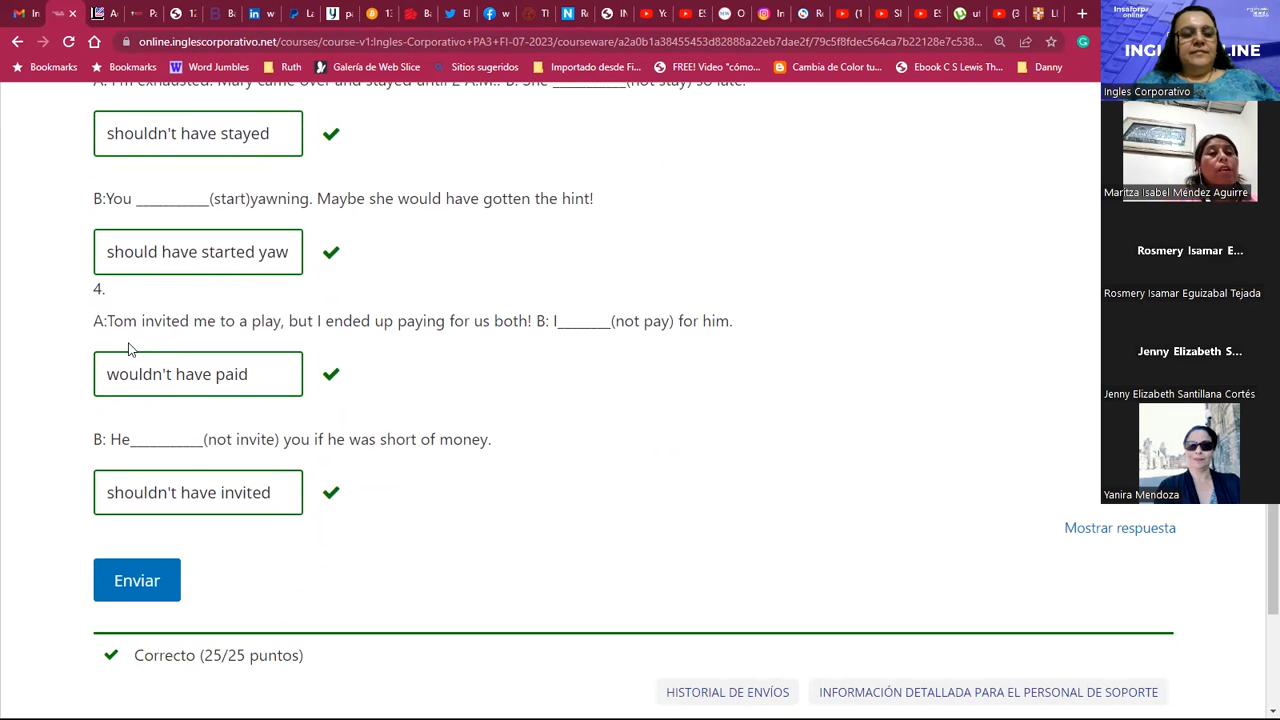 online.inglescorporativo.net/courses/course-v1:Ingles-Corporativo+PA3+FI-07-2023/courseware/a2a0b1a38455453d82888a22eb7dae2f/79c5f8fdec564ca7b22128e7c538...
Bookmarks Bookmarks Word Jumbles Ruth Galería de Web Slice Sitios sugeridos Importado desde Fi... FREE! Video "cómo... Cambia de Color tu... Ebook C S Lewis Th... Danny
shouldn't have stayed
B:You ___________(start)yawning. Maybe she would have gotten the hint!
should have started yaw
4.
A:Tom invited me to a play, but I ended up paying for us both! B: I________(not pay) for him.
wouldn't have paid
B: He___________(not invite) you if he was short of money.
shouldn't have invited
Mostrar respuesta
Enviar
Correcto (25/25 puntos)
HISTORIAL DE ENVÍOS INFORMACIÓN DETALLADA PARA EL PERSONAL DE SOPORTE
Ingles Corporativo
Maritza Isabel Méndez Aguirre
Rosmery Isamar E...
Rosmery Isamar Eguizabal Tejada
Jenny Elizabeth S...
Jenny Elizabeth Santillana Cortés
Yanira Mendoza